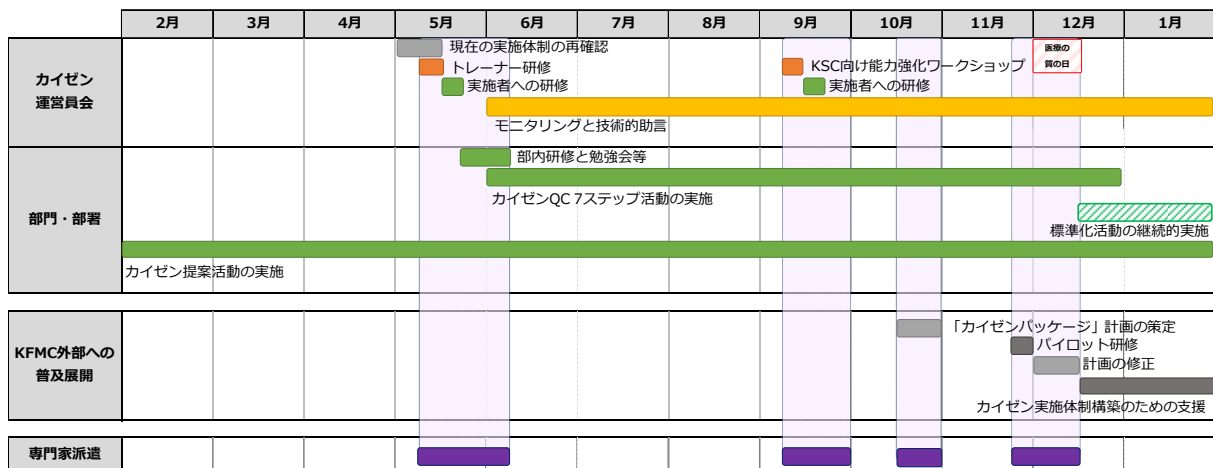 2月 3月 4月 5月 6月 7月 8月 9月 10月 11月 12月 1月
カイゼン
運営員会
現在の実施体制の再確認
トレーナー研修
実施者への研修
モニタリングと技術的助言
KSC向け能力強化ワークショップ
実施者への研修
医療の
質の日
部門・部署
部内研修と勉強会等
カイゼンQC 7ステップ活動の実施
標準化活動の継続的実施
カイゼン提案活動の実施
KFMC外部への
普及展開
「カイゼンパッケージ」計画の策定
パイロット研修
計画の修正
カイゼン実施体制構築のための支援
専門家派遣